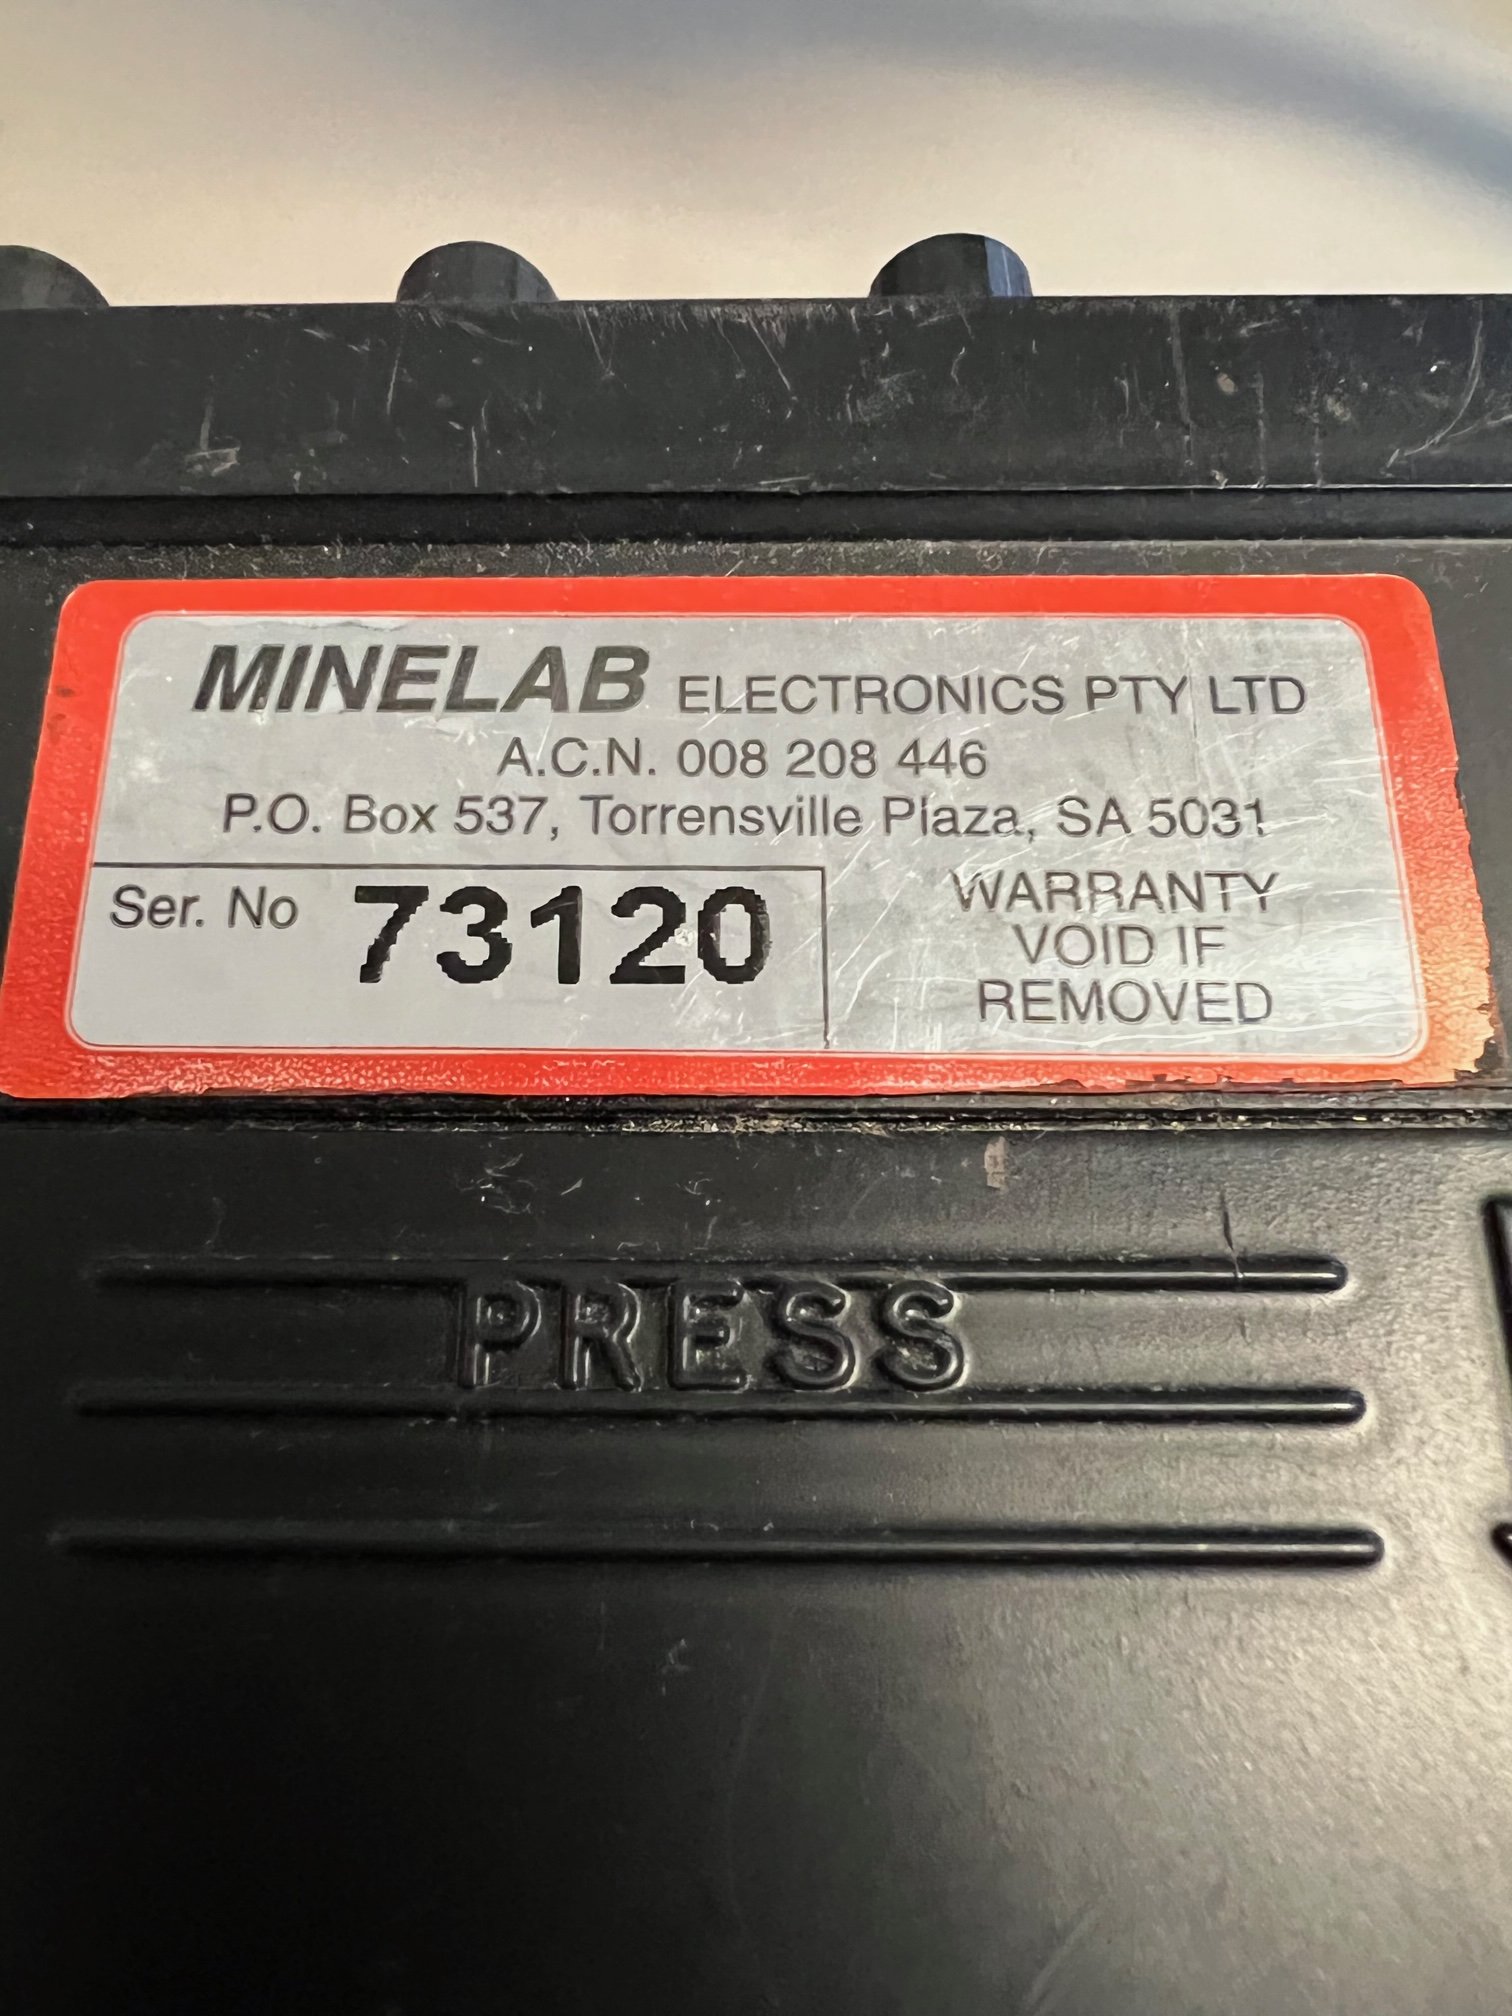 MINELAB ELECTRONICS PTY LTD
A.C.N. 008 208 446
P.O. Box 537, Torrensville Plaza, SA 5031
Ser. No 73120
WARRANTY
VOID IF
REMOVED
PRESS